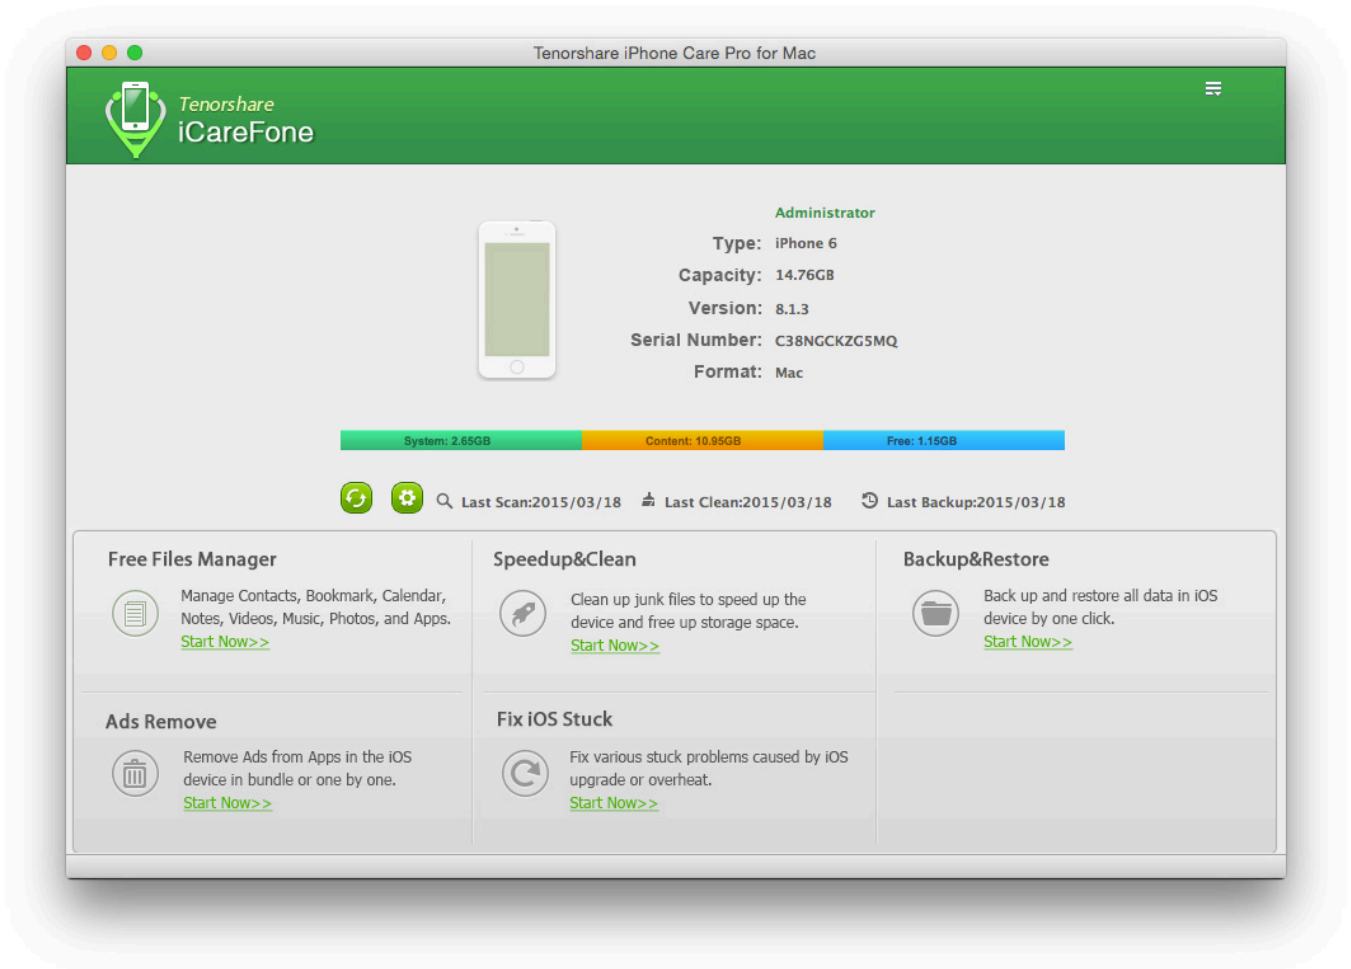 Tenorshare iPhone Care Pro for Mac
Tenorshare
iCareFone
Administrator
Type: iPhone 6
Capacity: 14.76GB
Version: 8.1.3
Serial Number: C38NGCKZG5MQ
Format: Mac
System: 2.65GB Content: 10.95GB Free: 1.15GB
Last Scan:2015/03/18 Last Clean:2015/03/18 Last Backup:2015/03/18
Free Files Manager
Manage Contacts, Bookmark, Calendar,
Notes, Videos, Music, Photos, and Apps.
Start Now>>
Speedup&Clean
Clean up junk files to speed up the
device and free up storage space.
Start Now>>
Backup&Restore
Back up and restore all data in iOS
device by one click.
Start Now>>
Ads Remove
Remove Ads from Apps in the iOS
device in bundle or one by one.
Start Now>>
Fix iOS Stuck
Fix various stuck problems caused by iOS
upgrade or overheat.
Start Now>>